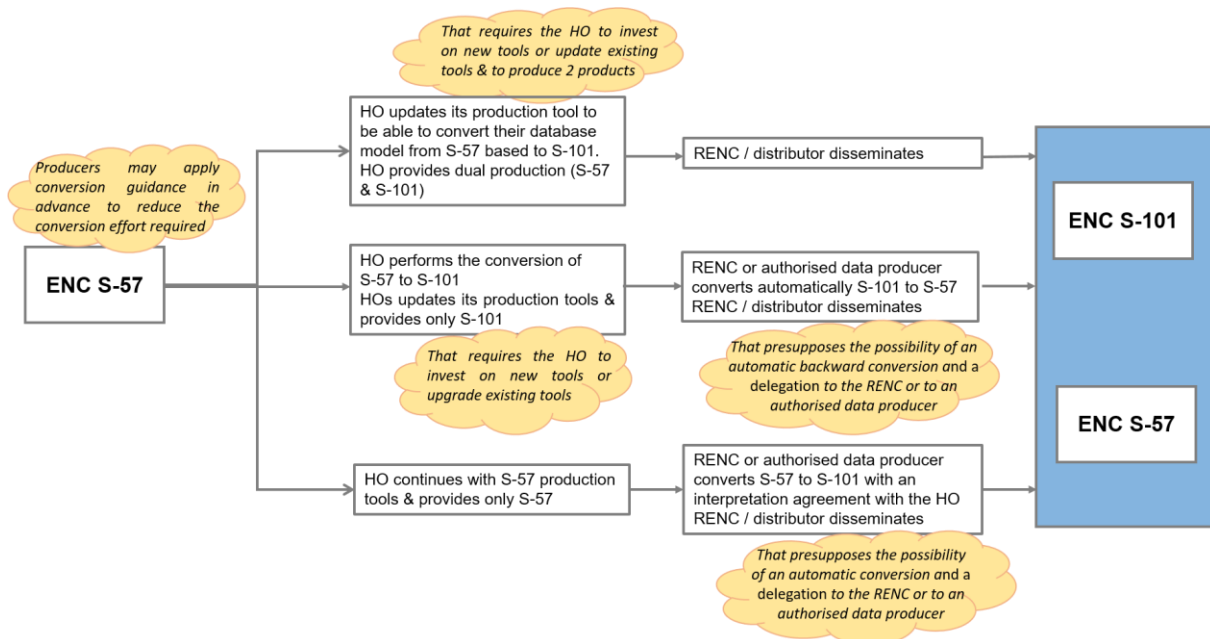 That requires the HO to invest
on new tools or update existing
tools & to produce 2 products
HO updates its production tool to
be able to convert their database
model from S-57 based to S-101.
HO provides dual production (S-57
& S-101)
RENC / distributor disseminates
Producers may apply
conversion guidance in
advance to reduce the
conversion effort required
ENC S-57
HO performs the conversion of
S-57 to S-101
HOs updates its production tools &
provides only S-101
RENC or authorised data producer
converts automatically S-101 to S-57
RENC / distributor disseminates
That requires the HO to
invest on new tools or
upgrade existing tools
That presupposes the possibility of an
automatic backward conversion and a
delegation to the RENC or to an
authorised data producer
HO continues with S-57 production
tools & provides only S-57
RENC or authorised data producer
converts S-57 to S-101 with an
interpretation agreement with the HO
RENC / distributor disseminates
That presupposes the possibility
of an automatic conversion and a
delegation to the RENC or to an
authorised data producer
ENC S-101
ENC S-57